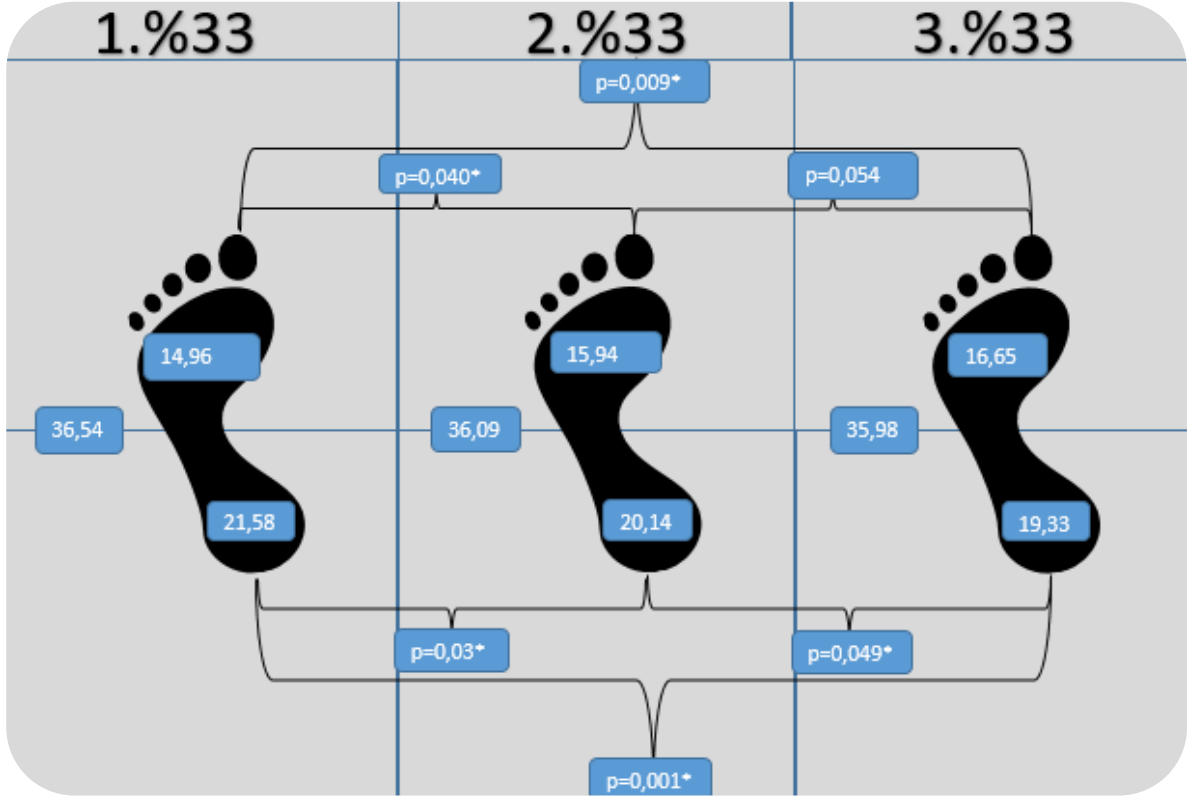 1.%33 2.%33 3.%33
p=0,009*
p=0,040* p=0,054
14,96 15,94 16,65
36,54 36,09 35,98
21,58 20,14 19,33
p=0,03* p=0,049*
p=0,001*